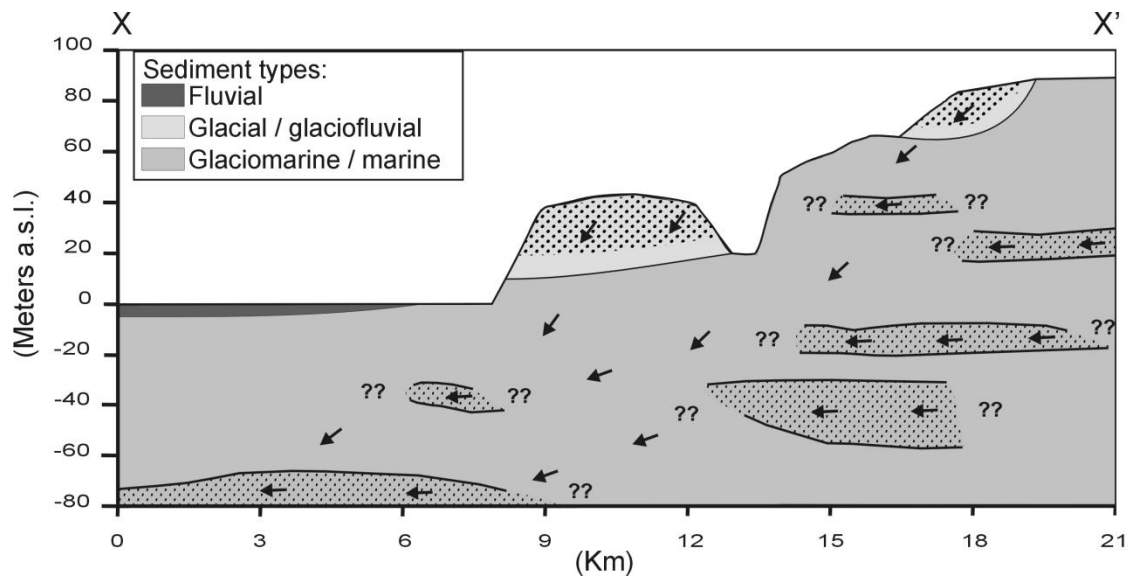 X X'
100
Sediment types:
Fluvial
Glacial / glaciofluvial
Glaciomarine / marine
80
60
40
20
0
-20
-40
-60
-80
(Meters a.s.l.)
?? ??
??
?? ??
?? ??
?? ??
??
0 3 6 9 12 15 18 21
(Km)